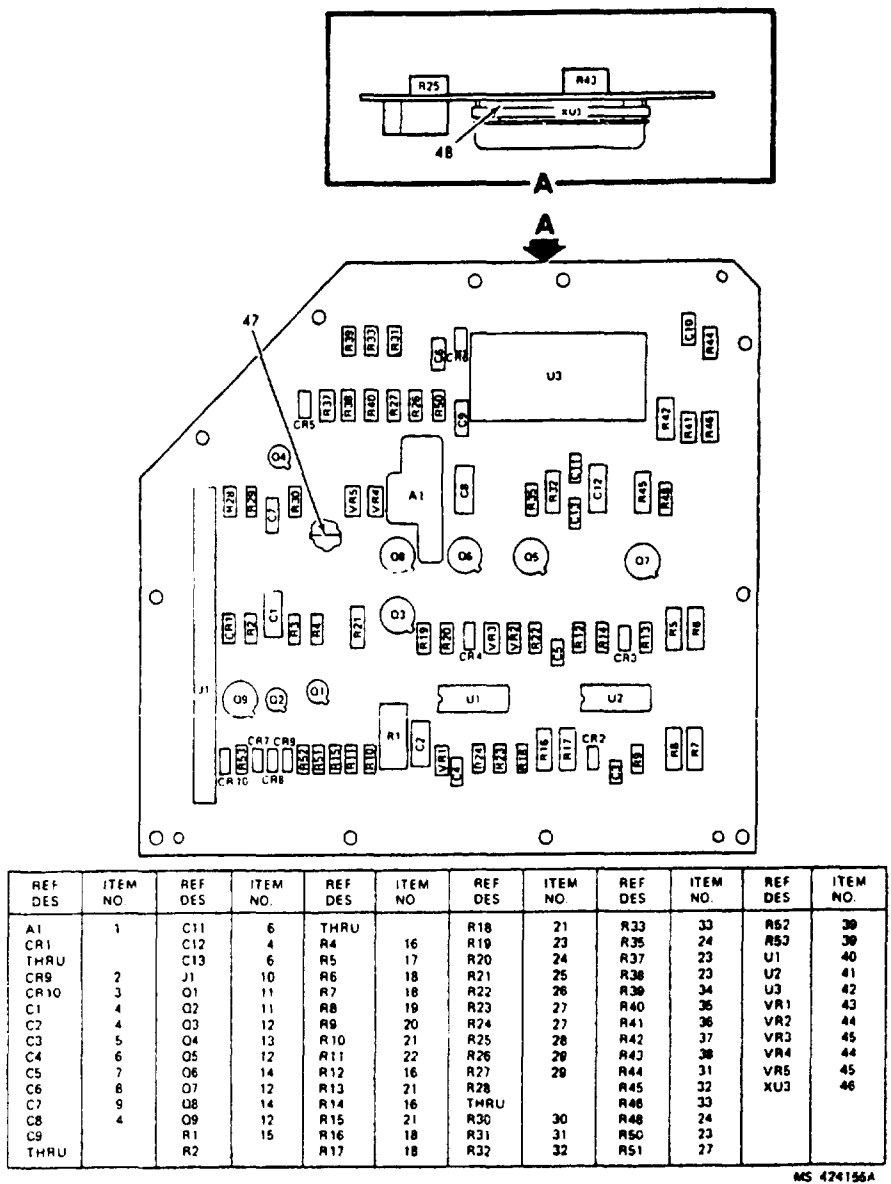 R25
R43
XU3
48
A
A
47
R39 R33 R31
C6
CR6
C10
R44
U3
CR5
R37 R38 R40 R27 R26 R50
C9
R42
R41 R46
Q4
R29 R30
C7
VR5 VR4
A1
C8
R35 R32
C11
C12
R45
R48
C13
Q8 Q6 Q5 Q7
CR1 R2 C1 R3 R4 R21
Q3
R19 R20
CR4
VR3 VR2 R22
C5
R12 R14
CR3
R13 R5 R6
J1
Q9 Q2 Q1
U1 U2
CR7 CR9
CR10
R53
CR8
R52 R51 R15 R11 R10
R1
C2
VR1
C4
R24 R23 R18
R16 R17
CR2
C3
R9
R8 R7
REF DES ITEM NO. REF DES ITEM NO. REF DES ITEM NO. REF DES ITEM NO. REF DES ITEM NO. REF DES ITEM NO.
A1 1 C11 6 THRU R18 21 R33 33 R52 39
CR1 C12 4 R4 16 R19 23 R35 24 R53 39
THRU C13 6 R5 17 R20 24 R37 23 U1 40
CR9 2 J1 10 R6 18 R21 25 R38 23 U2 41
CR10 3 Q1 11 R7 18 R22 26 R39 34 U3 42
C1 4 Q2 11 R8 19 R23 27 R40 35 VR1 43
C2 4 Q3 12 R9 20 R24 27 R41 36 VR2 44
C3 5 Q4 13 R10 21 R25 28 R42 37 VR3 45
C4 6 Q5 12 R11 22 R26 29 R43 38 VR4 44
C5 7 Q6 14 R12 16 R27 29 R44 31 VR5 45
C6 8 Q7 12 R13 21 R28 R45 32 XU3 46
C7 9 Q8 14 R14 16 THRU R46 33
C8 4 Q9 12 R15 21 R30 30 R48 24
C9 R1 15 R16 18 R31 31 R50 23
THRU R2 R17 18 R32 32 R51 27
MS 424156A